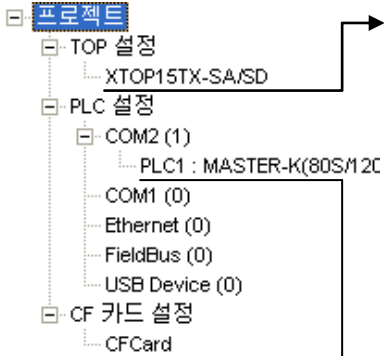 프로젝트
TOP 설정
XTOP15TX-SA/SD
PLC 설정
COM2 (1)
PLC1 : MASTER-K(80S/120
COM1 (0)
Ethernet (0)
FieldBus (0)
USB Device (0)
CF 카드 설정
CFCard